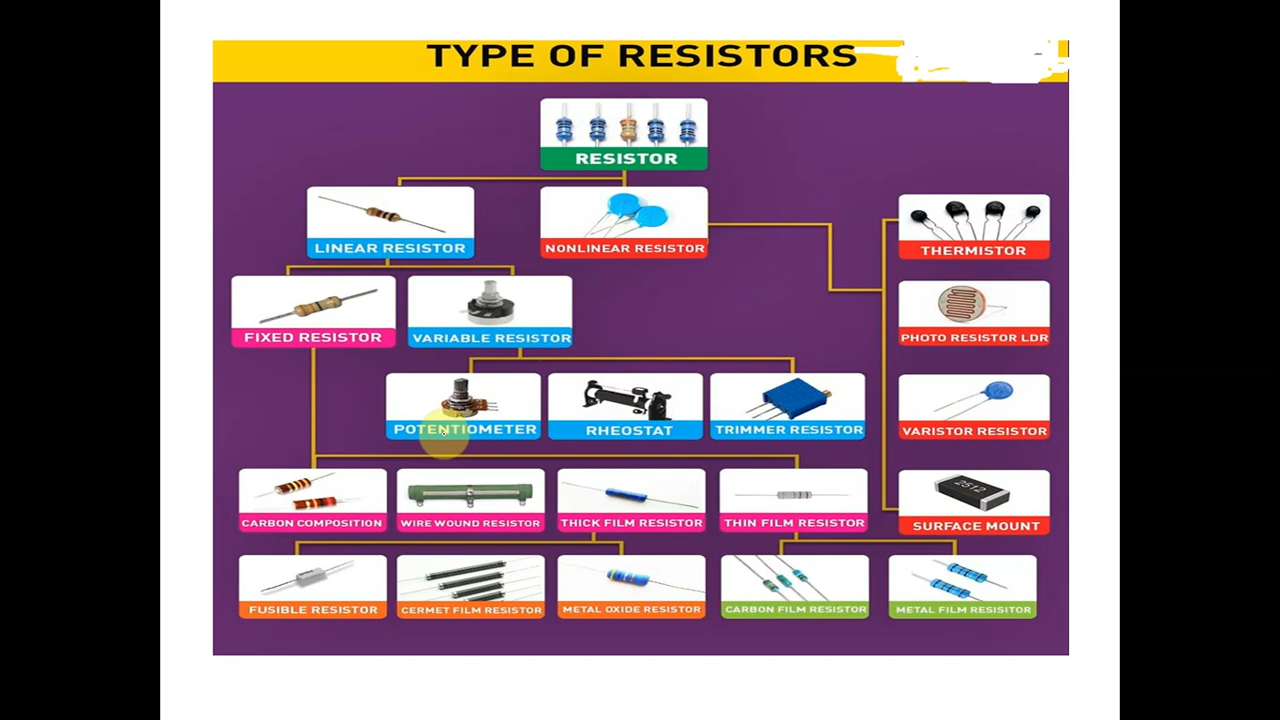 TYPE OF RESISTORS
RESISTOR
LINEAR RESISTOR
NONLINEAR RESISTOR
THERMISTOR
FIXED RESISTOR
VARIABLE RESISTOR
PHOTO RESISTOR LDR
POTENTIOMETER
RHEOSTAT
TRIMMER RESISTOR
VARISTOR RESISTOR
2512
CARBON COMPOSITION
WIRE WOUND RESISTOR
THICK FILM RESISTOR
THIN FILM RESISTOR
SURFACE MOUNT
FUSIBLE RESISTOR
CERMET FILM RESISTOR
METAL OXIDE RESISTOR
CARBON FILM RESISTOR
METAL FILM RESISITOR